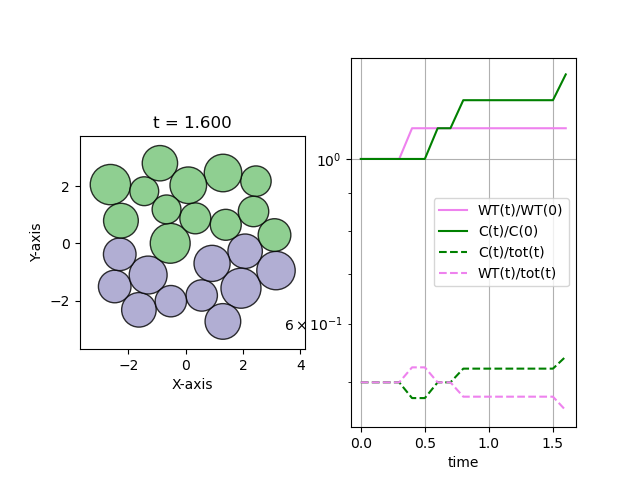 t = 1.600
Y-axis
2
0
−2
−2
0
2
4
X-axis
10⁰
6 × 10⁻¹
WT(t)/WT(0)
C(t)/C(0)
C(t)/tot(t)
WT(t)/tot(t)
0.0
0.5
1.0
1.5
time